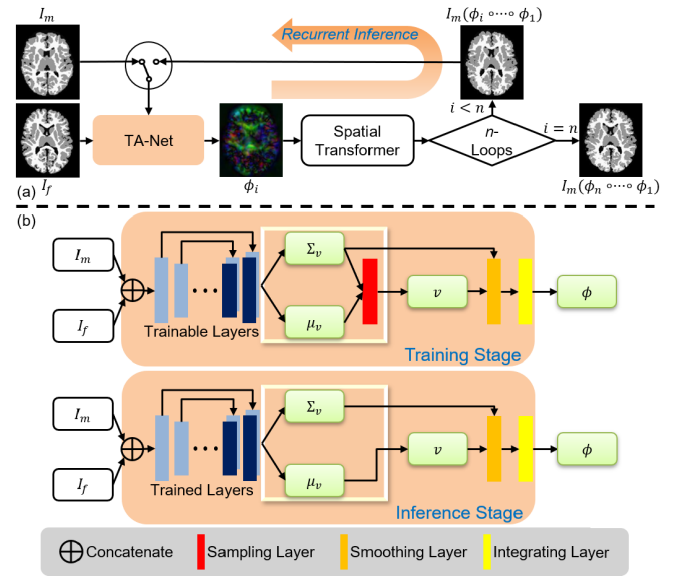 I_m
Recurrent Inference
I_m(ϕ_i ∘⋯∘ ϕ_1)
TA-Net
Spatial Transformer
i < n
n-Loops
i = n
(a)
I_f
ϕ_i
I_m(ϕ_n ∘⋯∘ ϕ_1)
(b)
I_m
I_f
Trainable Layers
Σ_v
μ_v
v
ϕ
Training Stage
I_m
I_f
Trained Layers
Σ_v
μ_v
v
ϕ
Inference Stage
Concatenate
Sampling Layer
Smoothing Layer
Integrating Layer